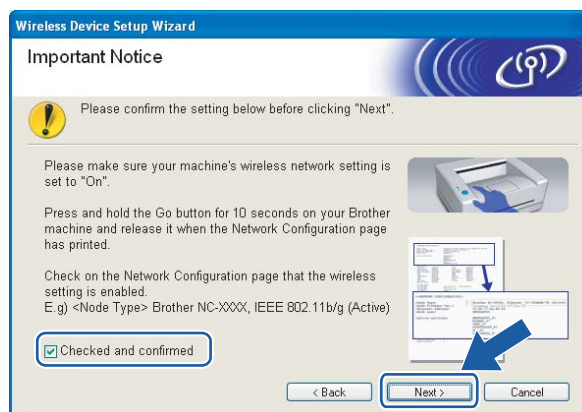 Wireless Device Setup Wizard
Important Notice
Please confirm the setting below before clicking "Next".
Please make sure your machine's wireless network setting is
set to "On".
Press and hold the Go button for 10 seconds on your Brother
machine and release it when the Network Configuration page
has printed.
Check on the Network Configuration page that the wireless
setting is enabled.
E.g) <Node Type> Brother NC-XXXX, IEEE 802.11b/g (Active)
Checked and confirmed
< Back
Next >
Cancel